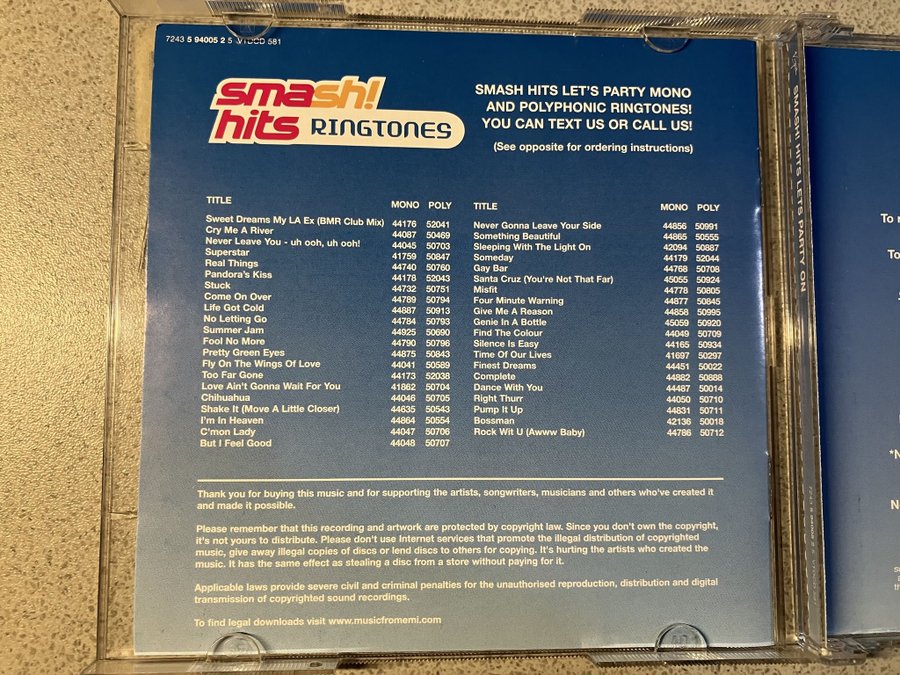 7243 5 94005 2 5 VTDCD 581
smash!
hits RINGTONES
SMASH HITS LET'S PARTY MONO
AND POLYPHONIC RINGTONES!
YOU CAN TEXT US OR CALL US!
(See opposite for ordering instructions)
TITLE MONO POLY
Sweet Dreams My LA Ex (BMR Club Mix) 44176 52041
Cry Me A River 44087 50469
Never Leave You - uh ooh, uh ooh! 44045 50703
Superstar 41759 50847
Real Things 44740 50760
Pandora's Kiss 44178 52043
Stuck 44732 50751
Come On Over 44789 50794
Life Got Cold 44887 50913
No Letting Go 44784 50793
Summer Jam 44925 50690
Fool No More 44790 50796
Pretty Green Eyes 44875 50843
Fly On The Wings Of Love 44041 50589
Too Far Gone 44173 52038
Love Ain't Gonna Wait For You 41862 50704
Chihuahua 44046 50705
Shake It (Move A Little Closer) 44635 50543
I'm in Heaven 44864 50554
C'mon Lady 44047 50706
But I Feel Good 44048 50707
TITLE MONO POLY
Never Gonna Leave Your Side 44856 50991
Something Beautiful 44865 50555
Sleeping With The Light On 42094 50887
Someday 44179 52044
Gay Bar 44768 50708
Santa Cruz (You're Not That Far) 45055 50924
Misfit 44778 50805
Four Minute Warning 44877 50845
Give Me A Reason 44858 50995
Genie In A Bottle 45059 50920
Find The Colour 44049 50709
Silence Is Easy 44165 50934
Time Of Our Lives 41697 50297
Finest Dreams 44451 50022
Complete 44882 50888
Dance With You 44487 50014
Right Thurr 44050 50710
Pump It Up 44831 50711
Bossman 42136 50018
Rock Wit U (Awww Baby) 44786 50712
Thank you for buying this music and for supporting the artists, songwriters, musicians and others who've created it
and made it possible.
Please remember that this recording and artwork are protected by copyright law. Since you don't own the copyright,
it's not yours to distribute. Please don't use Internet services that promote the illegal distribution of copyrighted
music, give away illegal copies of discs or lend discs to others for copying. It's hurting the artists who created the
music. It has the same effect as stealing a disc from a store without paying for it.
Applicable laws provide severe civil and criminal penalties for the unauthorised reproduction, distribution and digital
transmission of copyrighted sound recordings.
To find legal downloads visit www.musicfromemi.com
SMASH! HITS LET'S PARTY ON
To
To